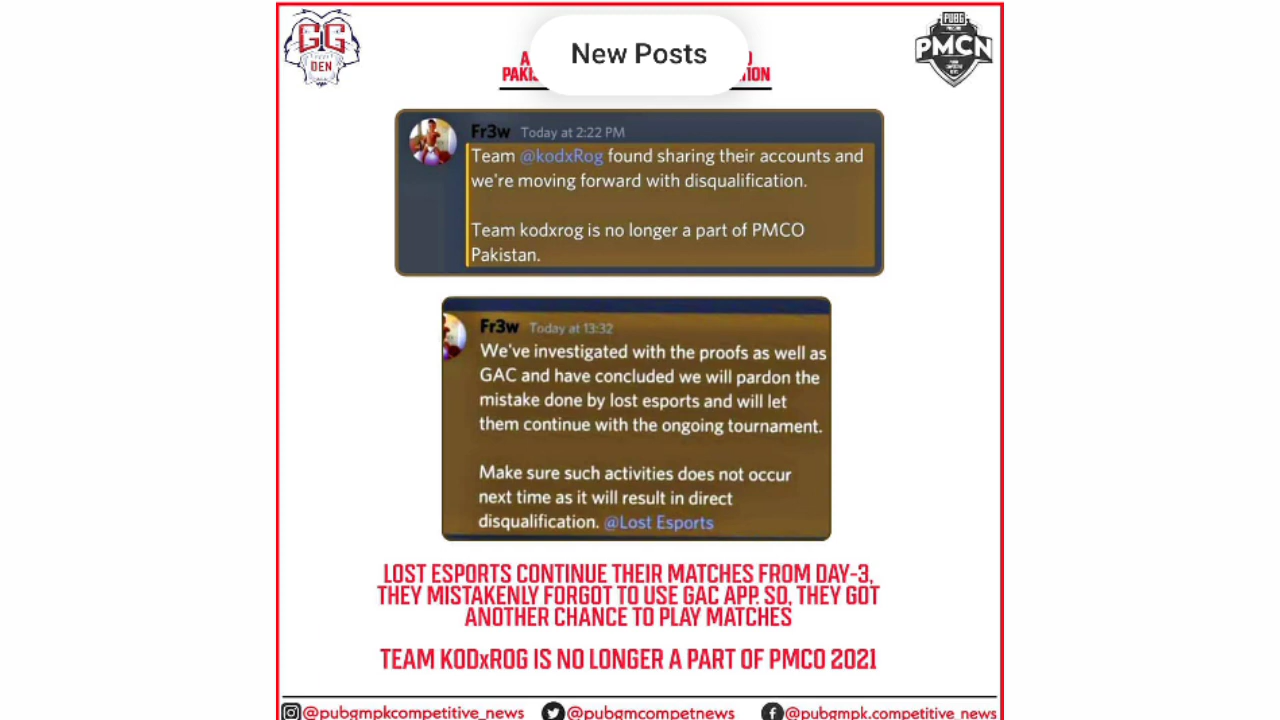 GG
DEN
New Posts
PUBG
PMCN
Fr3w Today at 2:22 PM
Team @kodxRog found sharing their accounts and
we're moving forward with disqualification.
Team kodxrog is no longer a part of PMCO
Pakistan.
Fr3w Today at 13:32
We've investigated with the proofs as well as
GAC and have concluded we will pardon the
mistake done by lost esports and will let
them continue with the ongoing tournament.
Make sure such activities does not occur
next time as it will result in direct
disqualification. @Lost Esports
LOST ESPORTS CONTINUE THEIR MATCHES FROM DAY-3,
THEY MISTAKENLY FORGOT TO USE GAC APP. SO, THEY GOT
ANOTHER CHANCE TO PLAY MATCHES
TEAM KODxROG IS NO LONGER A PART OF PMCO 2021
@pubgmpkcompetitive_news @pubgmcompetnews @pubgmpk.competitive_news